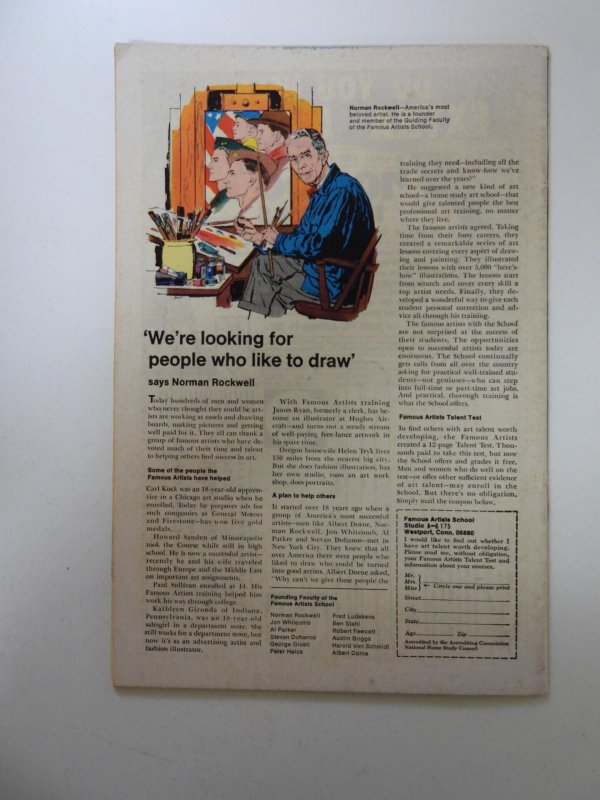 Norman Rockwell—America's most
beloved artist. He is a founder
and member of the Guiding Faculty
of the Famous Artists School.
'We're looking for
people who like to draw'
says Norman Rockwell
Today hundreds of men and women
who never thought they could be art-
ists are working as easels and drawing
boards, making pictures and getting
well paid for it. They all can thank a
group of famous artists who have de-
voted much of their time and talent
to helping others find success in art.
Some of the people the
Famous Artists have helped
Carl Kock was an 18-year-old appren-
tice in a Chicago art studio when he
enrolled. Today he prepares ads for
such companies as General Motors
and Firestone—has won five gold
medals.
Howard Sanden of Minneapolis
took the Course while still in high
school. He is now a successful artist—
recently he and his wife travelled
through Europe and the Middle East
on important art assignments.
Paul Sullivan enrolled at 14. His
Famous Artists training helped him
work his way through college.
Kathleen Gironda of Indiana,
Pennsylvania, was an 18-year-old
salesgirl in a department store. She
still works for a department store, but
now it's as an advertising artist and
fashion illustrator.
With Famous Artists training
James Ryan, formerly a clerk, has be-
come an illustrator at Hughes Air-
craft—and turns out a steady stream
of well-paying free-lance artwork in
his spare time.
Oregon housewife Helen Tryk lives
150 miles from the nearest big city.
But she does fashion illustration, has
her own studio, runs an art work
shop, does portraits.
A plan to help others
It started over 18 years ago when a
group of America's most successful
artists—men like Albert Dorne, Nor-
man Rockwell, Jon Whitcomb, Al
Parker and Stevan Dohanos—met in
New York City. They knew that all
over America there were people who
liked to draw who could be turned
into good artists. Albert Dorne asked,
"Why can't we give these people the
Founding Faculty of the
Famous Artists School
Norman Rockwell
Jon Whitcomb
Al Parker
Stevan Dohanos
George Giusti
Peter Helck
Fred Ludekens
Ben Stahl
Robert Fawcett
Austin Briggs
Harold Von Schmidt
Albert Dorne
training they need—including all the
trade secrets and know-how we've
learned over the years?"
He suggested a new kind of art
school—a home study art school—that
would give talented people the best
professional art training, no matter
where they live.
The famous artists agreed. Taking
time from their busy careers, they
created a remarkable series of art
lessons covering every aspect of draw-
ing and painting. They illustrated
their lessons with over 5,000 "here's-
how" illustrations. The lessons start
from scratch and cover every skill a
top artist needs. Finally, they de-
veloped a wonderful way to give each
student personal correction and ad-
vice all through his training.
The famous artists with the School
are not surprised at the success of
their students. The opportunities
open to successful artists today are
enormous. The School continually
gets calls from all over the country
asking for practical well-trained stu-
dents—not geniuses—who can step
into full-time or part-time art jobs.
And practical, thorough training is
what the School offers.
Famous Artists Talent Test
To find others with art talent worth
developing, the Famous Artists
created a 12-page Talent Test. Thou-
sands paid to take this test, but now
the School offers and grades it free.
Men and women who do well on the
test—or offer other sufficient evidence
of art talent—may enroll in the
School. But there's no obligation.
Simply mail the coupon below.
Famous Artists School
Studio A-6175
Westport, Conn. 06880
I would like to find out whether I
have art talent worth developing.
Please send me, without obligation,
your Famous Artists Talent Test and
information about your courses.
Mr.
Mrs.
Miss
← Circle one and please print
Street
City
State
Age Zip
Accredited by the Accrediting Commission
National Home Study Council